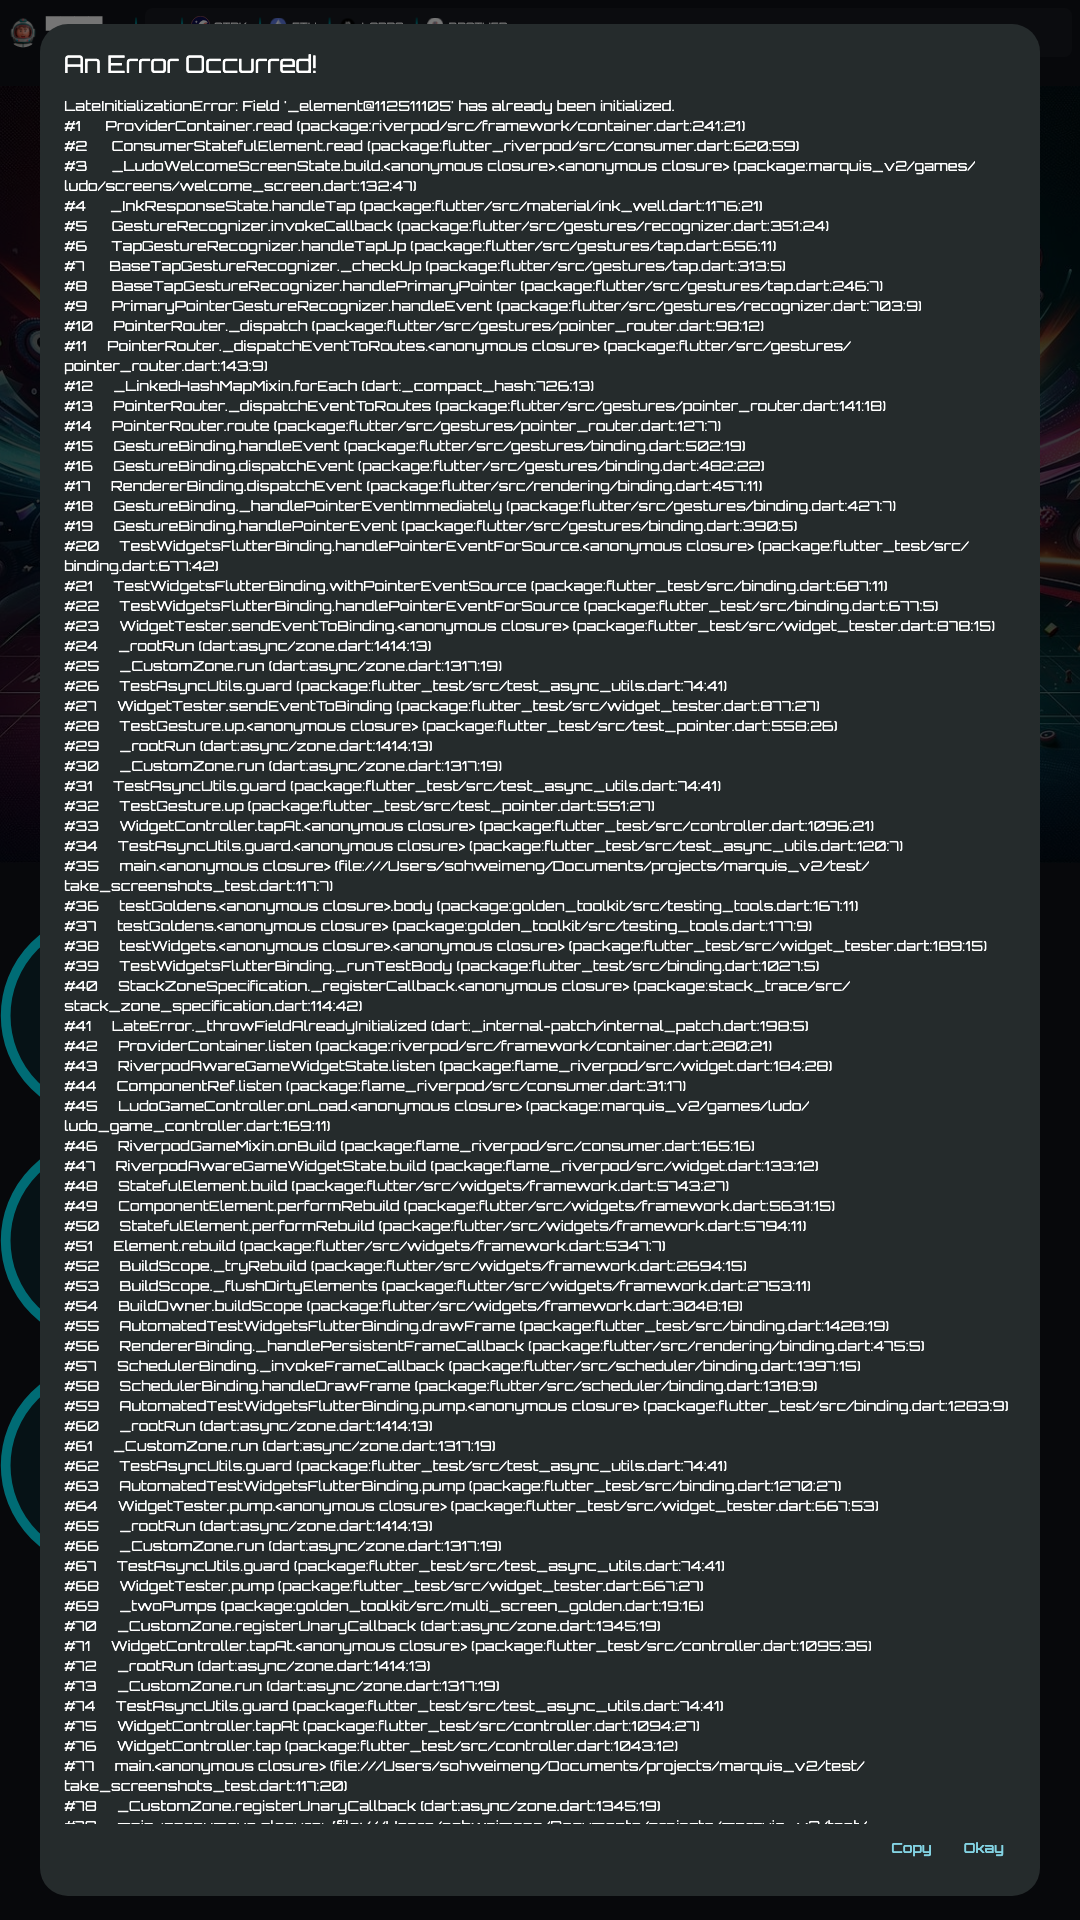 An Error Occurred!
LateInitializationError: Field '_element@112511105' has already been initialized.
#1 ProviderContainer.read (package:riverpod/src/framework/container.dart:241:21)
#2 ConsumerStatefulElement.read (package:flutter_riverpod/src/consumer.dart:620:59)
#3 _LudoWelcomeScreenState.build.<anonymous closure>.<anonymous closure> (package:marquis_v2/games/
ludo/screens/welcome_screen.dart:132:47)
#4 _InkResponseState.handleTap (package:flutter/src/material/ink_well.dart:1176:21)
#5 GestureRecognizer.invokeCallback (package:flutter/src/gestures/recognizer.dart:351:24)
#6 TapGestureRecognizer.handleTapUp (package:flutter/src/gestures/tap.dart:656:11)
#7 BaseTapGestureRecognizer._checkUp (package:flutter/src/gestures/tap.dart:313:5)
#8 BaseTapGestureRecognizer.handlePrimaryPointer (package:flutter/src/gestures/tap.dart:246:7)
#9 PrimaryPointerGestureRecognizer.handleEvent (package:flutter/src/gestures/recognizer.dart:703:9)
#10 PointerRouter._dispatch (package:flutter/src/gestures/pointer_router.dart:98:12)
#11 PointerRouter._dispatchEventToRoutes.<anonymous closure> (package:flutter/src/gestures/
pointer_router.dart:143:9)
#12 _LinkedHashMapMixin.forEach (dart:_compact_hash:726:13)
#13 PointerRouter._dispatchEventToRoutes (package:flutter/src/gestures/pointer_router.dart:141:18)
#14 PointerRouter.route (package:flutter/src/gestures/pointer_router.dart:127:7)
#15 GestureBinding.handleEvent (package:flutter/src/gestures/binding.dart:502:19)
#16 GestureBinding.dispatchEvent (package:flutter/src/gestures/binding.dart:482:22)
#17 RendererBinding.dispatchEvent (package:flutter/src/rendering/binding.dart:457:11)
#18 GestureBinding._handlePointerEventImmediately (package:flutter/src/gestures/binding.dart:427:7)
#19 GestureBinding.handlePointerEvent (package:flutter/src/gestures/binding.dart:390:5)
#20 TestWidgetsFlutterBinding.handlePointerEventForSource.<anonymous closure> (package:flutter_test/src/
binding.dart:677:42)
#21 TestWidgetsFlutterBinding.withPointerEventSource (package:flutter_test/src/binding.dart:687:11)
#22 TestWidgetsFlutterBinding.handlePointerEventForSource (package:flutter_test/src/binding.dart:677:5)
#23 WidgetTester.sendEventToBinding.<anonymous closure> (package:flutter_test/src/widget_tester.dart:878:15)
#24 _rootRun (dart:async/zone.dart:1414:13)
#25 _CustomZone.run (dart:async/zone.dart:1317:19)
#26 TestAsyncUtils.guard (package:flutter_test/src/test_async_utils.dart:74:41)
#27 WidgetTester.sendEventToBinding (package:flutter_test/src/widget_tester.dart:877:27)
#28 TestGesture.up.<anonymous closure> (package:flutter_test/src/test_pointer.dart:558:26)
#29 _rootRun (dart:async/zone.dart:1414:13)
#30 _CustomZone.run (dart:async/zone.dart:1317:19)
#31 TestAsyncUtils.guard (package:flutter_test/src/test_async_utils.dart:74:41)
#32 TestGesture.up (package:flutter_test/src/test_pointer.dart:551:27)
#33 WidgetController.tapAt.<anonymous closure> (package:flutter_test/src/controller.dart:1096:21)
#34 TestAsyncUtils.guard.<anonymous closure> (package:flutter_test/src/test_async_utils.dart:120:7)
#35 main.<anonymous closure> (file:///Users/sohweimeng/Documents/projects/marquis_v2/test/
take_screenshots_test.dart:117:7)
#36 testGoldens.<anonymous closure>.body (package:golden_toolkit/src/testing_tools.dart:167:11)
#37 testGoldens.<anonymous closure> (package:golden_toolkit/src/testing_tools.dart:177:9)
#38 testWidgets.<anonymous closure>.<anonymous closure> (package:flutter_test/src/widget_tester.dart:189:15)
#39 TestWidgetsFlutterBinding._runTestBody (package:flutter_test/src/binding.dart:1027:5)
#40 StackZoneSpecification._registerCallback.<anonymous closure> (package:stack_trace/src/
stack_zone_specification.dart:114:42)
#41 LateError._throwFieldAlreadyInitialized (dart:_internal-patch/internal_patch.dart:198:5)
#42 ProviderContainer.listen (package:riverpod/src/framework/container.dart:280:21)
#43 RiverpodAwareGameWidgetState.listen (package:flame_riverpod/src/widget.dart:184:28)
#44 ComponentRef.listen (package:flame_riverpod/src/consumer.dart:31:17)
#45 LudoGameController.onLoad.<anonymous closure> (package:marquis_v2/games/ludo/
ludo_game_controller.dart:169:11)
#46 RiverpodGameMixin.onBuild (package:flame_riverpod/src/consumer.dart:165:16)
#47 RiverpodAwareGameWidgetState.build (package:flame_riverpod/src/widget.dart:133:12)
#48 StatefulElement.build (package:flutter/src/widgets/framework.dart:5743:27)
#49 ComponentElement.performRebuild (package:flutter/src/widgets/framework.dart:5631:15)
#50 StatefulElement.performRebuild (package:flutter/src/widgets/framework.dart:5794:11)
#51 Element.rebuild (package:flutter/src/widgets/framework.dart:5347:7)
#52 BuildScope._tryRebuild (package:flutter/src/widgets/framework.dart:2694:15)
#53 BuildScope._flushDirtyElements (package:flutter/src/widgets/framework.dart:2753:11)
#54 BuildOwner.buildScope (package:flutter/src/widgets/framework.dart:3048:18)
#55 AutomatedTestWidgetsFlutterBinding.drawFrame (package:flutter_test/src/binding.dart:1428:19)
#56 RendererBinding._handlePersistentFrameCallback (package:flutter/src/rendering/binding.dart:475:5)
#57 SchedulerBinding._invokeFrameCallback (package:flutter/src/scheduler/binding.dart:1397:15)
#58 SchedulerBinding.handleDrawFrame (package:flutter/src/scheduler/binding.dart:1318:9)
#59 AutomatedTestWidgetsFlutterBinding.pump.<anonymous closure> (package:flutter_test/src/binding.dart:1283:9)
#60 _rootRun (dart:async/zone.dart:1414:13)
#61 _CustomZone.run (dart:async/zone.dart:1317:19)
#62 TestAsyncUtils.guard (package:flutter_test/src/test_async_utils.dart:74:41)
#63 AutomatedTestWidgetsFlutterBinding.pump (package:flutter_test/src/binding.dart:1270:27)
#64 WidgetTester.pump.<anonymous closure> (package:flutter_test/src/widget_tester.dart:667:53)
#65 _rootRun (dart:async/zone.dart:1414:13)
#66 _CustomZone.run (dart:async/zone.dart:1317:19)
#67 TestAsyncUtils.guard (package:flutter_test/src/test_async_utils.dart:74:41)
#68 WidgetTester.pump (package:flutter_test/src/widget_tester.dart:667:27)
#69 _twoPumps (package:golden_toolkit/src/multi_screen_golden.dart:19:16)
#70 _CustomZone.registerUnaryCallback (dart:async/zone.dart:1345:19)
#71 WidgetController.tapAt.<anonymous closure> (package:flutter_test/src/controller.dart:1095:35)
#72 _rootRun (dart:async/zone.dart:1414:13)
#73 _CustomZone.run (dart:async/zone.dart:1317:19)
#74 TestAsyncUtils.guard (package:flutter_test/src/test_async_utils.dart:74:41)
#75 WidgetController.tapAt (package:flutter_test/src/controller.dart:1094:27)
#76 WidgetController.tap (package:flutter_test/src/controller.dart:1043:12)
#77 main.<anonymous closure> (file:///Users/sohweimeng/Documents/projects/marquis_v2/test/
take_screenshots_test.dart:117:20)
#78 _CustomZone.registerUnaryCallback (dart:async/zone.dart:1345:19)
Copy Okay